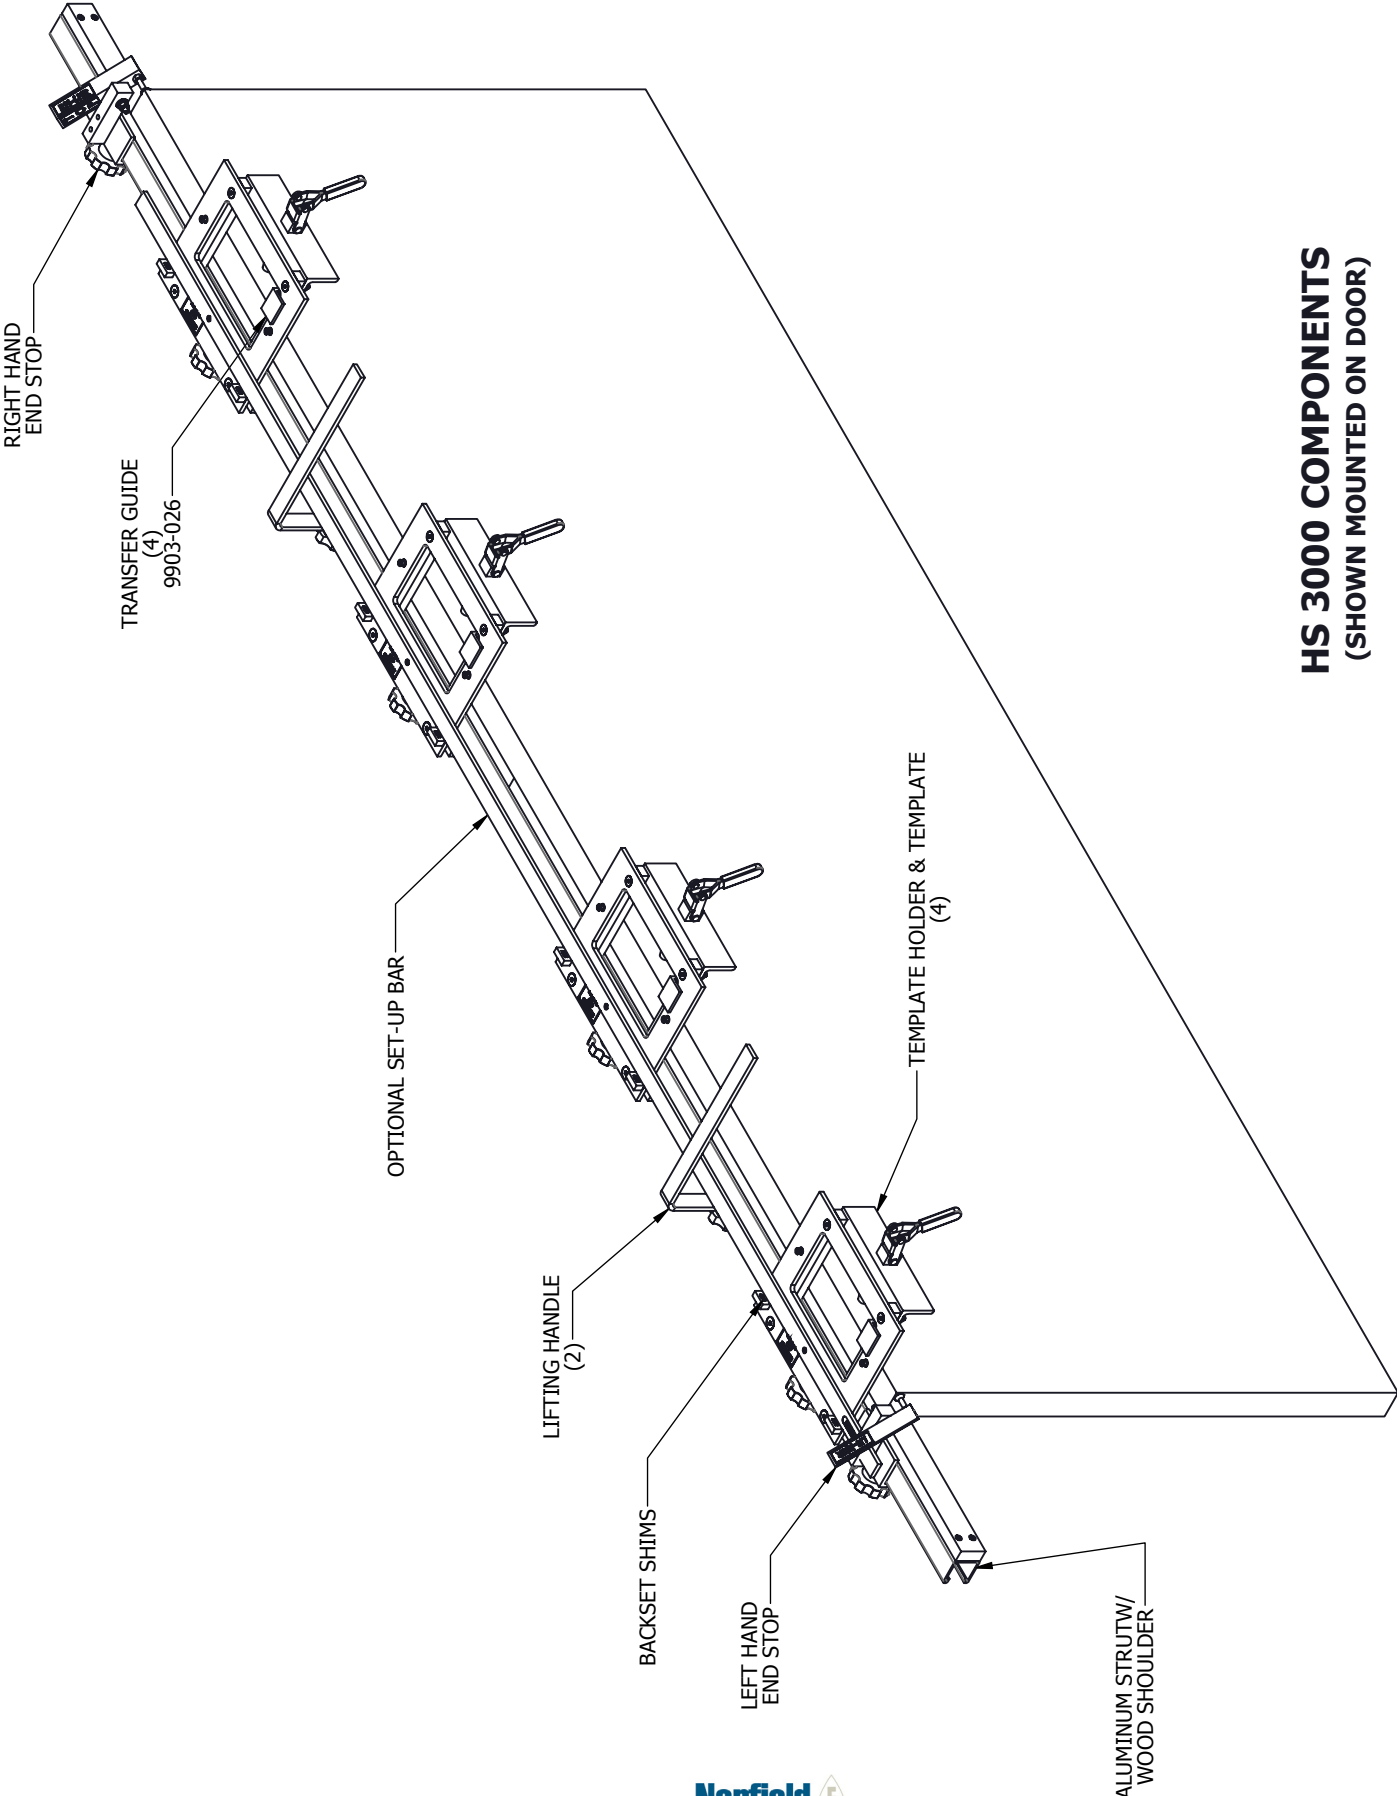 RIGHT HAND
END STOP
TRANSFER GUIDE
(4)
9903-026
OPTIONAL SET-UP BAR
LIFTING HANDLE
(2)
BACKSET SHIMS
LEFT HAND
END STOP
TEMPLATE HOLDER & TEMPLATE
(4)
ALUMINUM STRUTW/
WOOD SHOULDER
HS 3000 COMPONENTS
(SHOWN MOUNTED ON DOOR)
Norfield